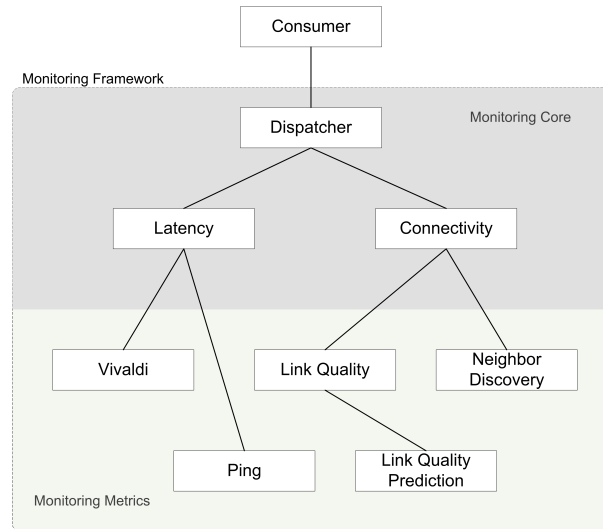 Consumer
Monitoring Framework
Monitoring Core
Dispatcher
Latency
Connectivity
Vivaldi
Link Quality
Neighbor
Discovery
Ping
Link Quality
Prediction
Monitoring Metrics